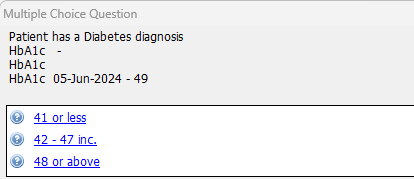 Multiple Choice Question
Patient has a Diabetes diagnosis
HbA1c -
HbA1c
HbA1c 05-Jun-2024 - 49
41 or less
42 - 47 inc.
48 or above